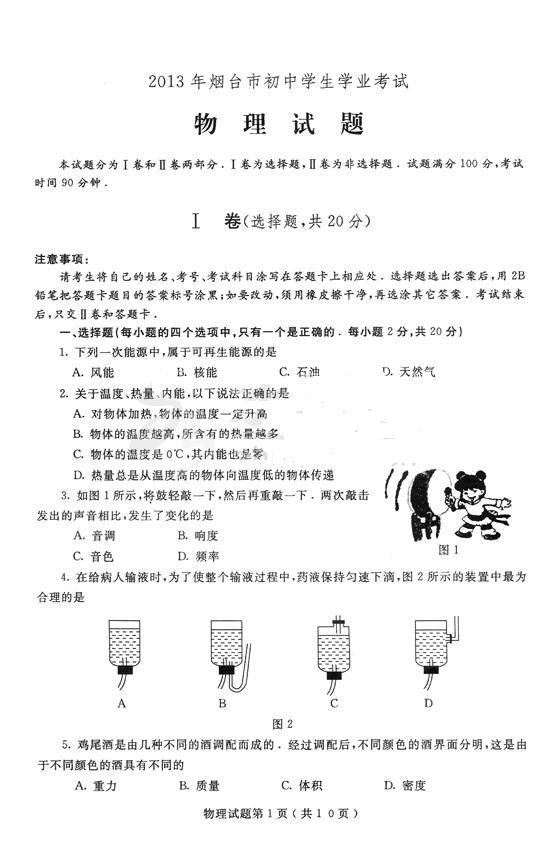 2013 年烟台市初中学生学业考试
物 理 试 题
本试题分为Ⅰ卷和Ⅱ卷两部分．Ⅰ卷为选择题，Ⅱ卷为非选择题．试题满分 100 分，考试
时间 90 分钟．
Ⅰ 卷（选择题，共 20 分）
注意事项：
请考生将自己的姓名、考号、考试科目涂写在答题卡上相应处．选择题选出答案后，用 2B
铅笔把答题卡题目的答案标号涂黑；如要改动，须用橡皮擦干净，再选涂其它答案．考试结束
后，只交Ⅱ卷和答题卡．
一、选择题（每小题的四个选项中，只有一个是正确的．每小题 2 分，共 20 分）
1. 下列一次能源中，属于可再生能源的是
A. 风能 B. 核能 C. 石油 D. 天然气
2. 关于温度、热量、内能，以下说法正确的是
A. 对物体加热，物体的温度一定升高
B. 物体的温度越高，所含有的热量越多
C. 物体的温度是 0℃，其内能也是零
D. 热量总是从温度高的物体向温度低的物体传递
3. 如图 1 所示，将鼓轻敲一下，然后再重敲一下．两次敲击
发出的声音相比，发生了变化的是
A. 音调 B. 响度
C. 音色 D. 频率
图 1
4. 在给病人输液时，为了使整个输液过程中，药液保持匀速下滴，图 2 所示的装置中最为
合理的是
A B C D
图 2
5. 鸡尾酒是由几种不同的酒调配而成的．经过调配后，不同颜色的酒界面分明，这是由
于不同颜色的酒具有不同的
A. 重力 B. 质量 C. 体积 D. 密度
物理试题第 1 页（共 1 0 页）